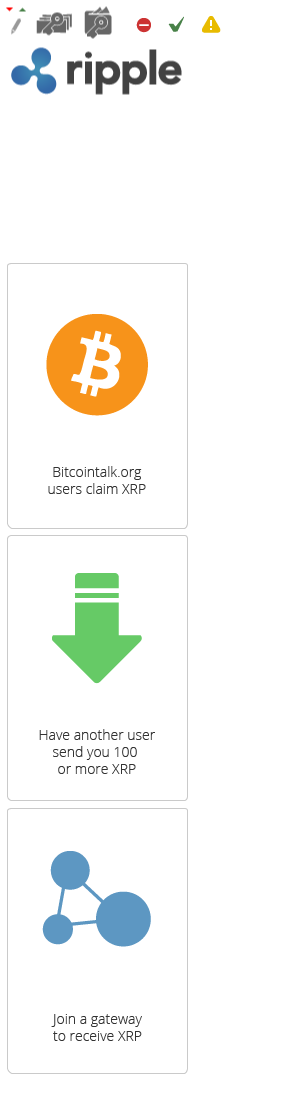 ripple
Bitcointalk.org
users claim XRP
Have another user
send you 100
or more XRP
Join a gateway
to receive XRP